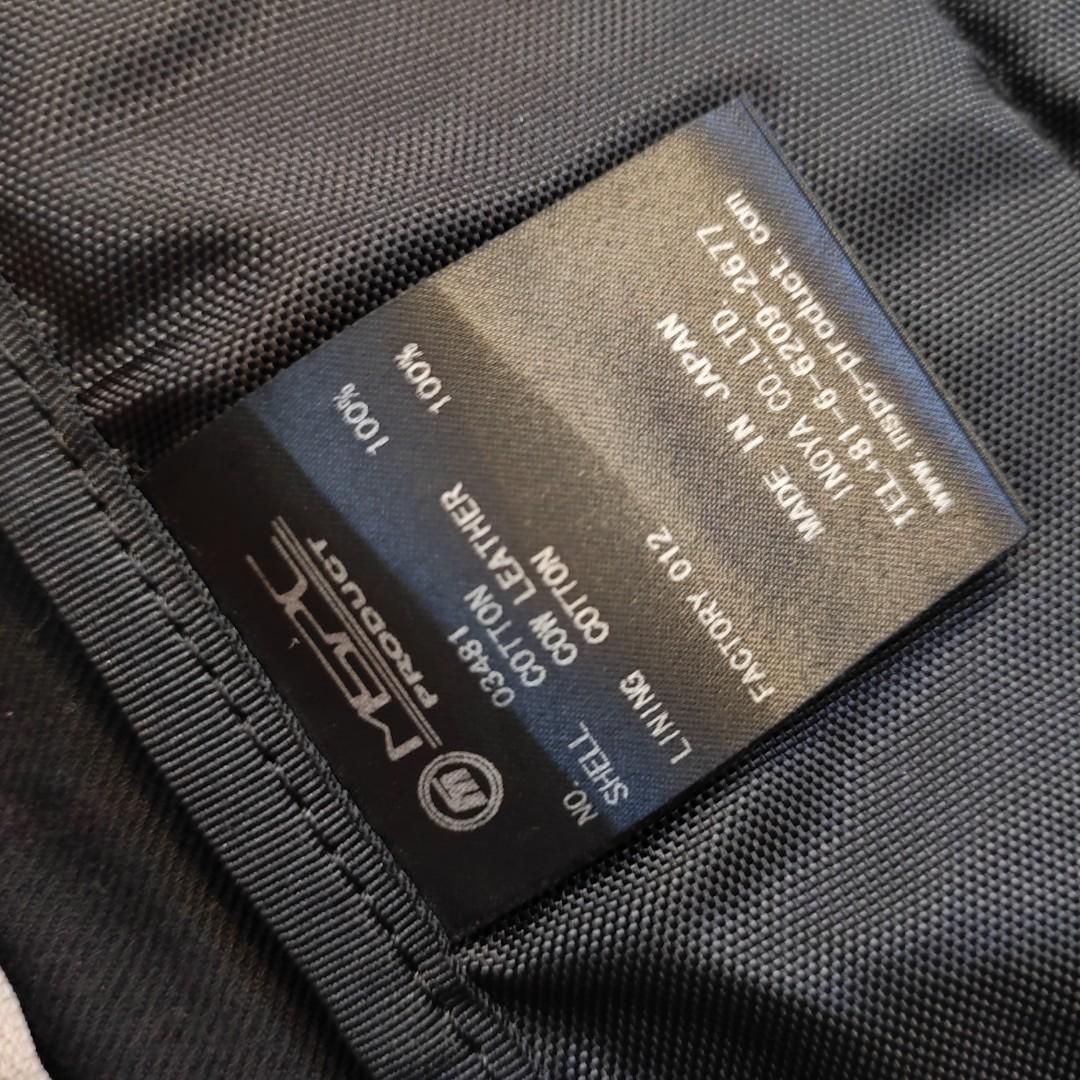 M
MSPC
PRODUCT
NO. 03481
SHELL COTTON 100%
COW LEATHER
LINING COTTON 100%
FACTORY 012
MADE IN JAPAN
INOYA CO. LTD.
TEL+81-6-6209-2677
www.mspc-product.com